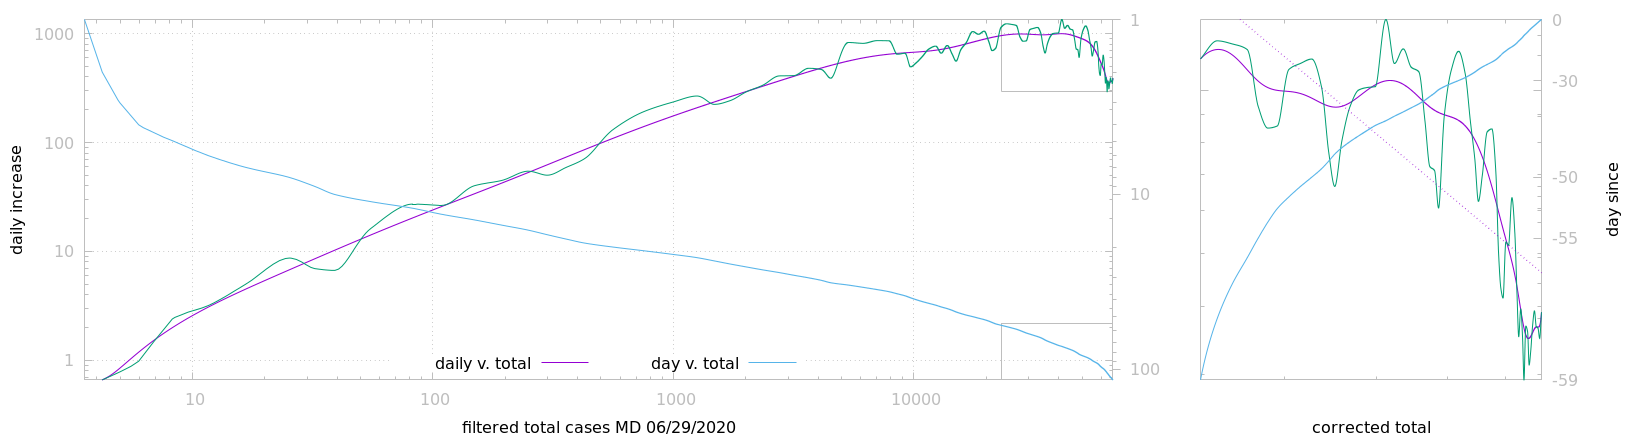 1000
100
10
1
daily increase
10
100
1000
10000
filtered total cases MD 06/29/2020
daily v. total
day v. total
1
10
100
0
-30
-50
-55
-59
day since
corrected total